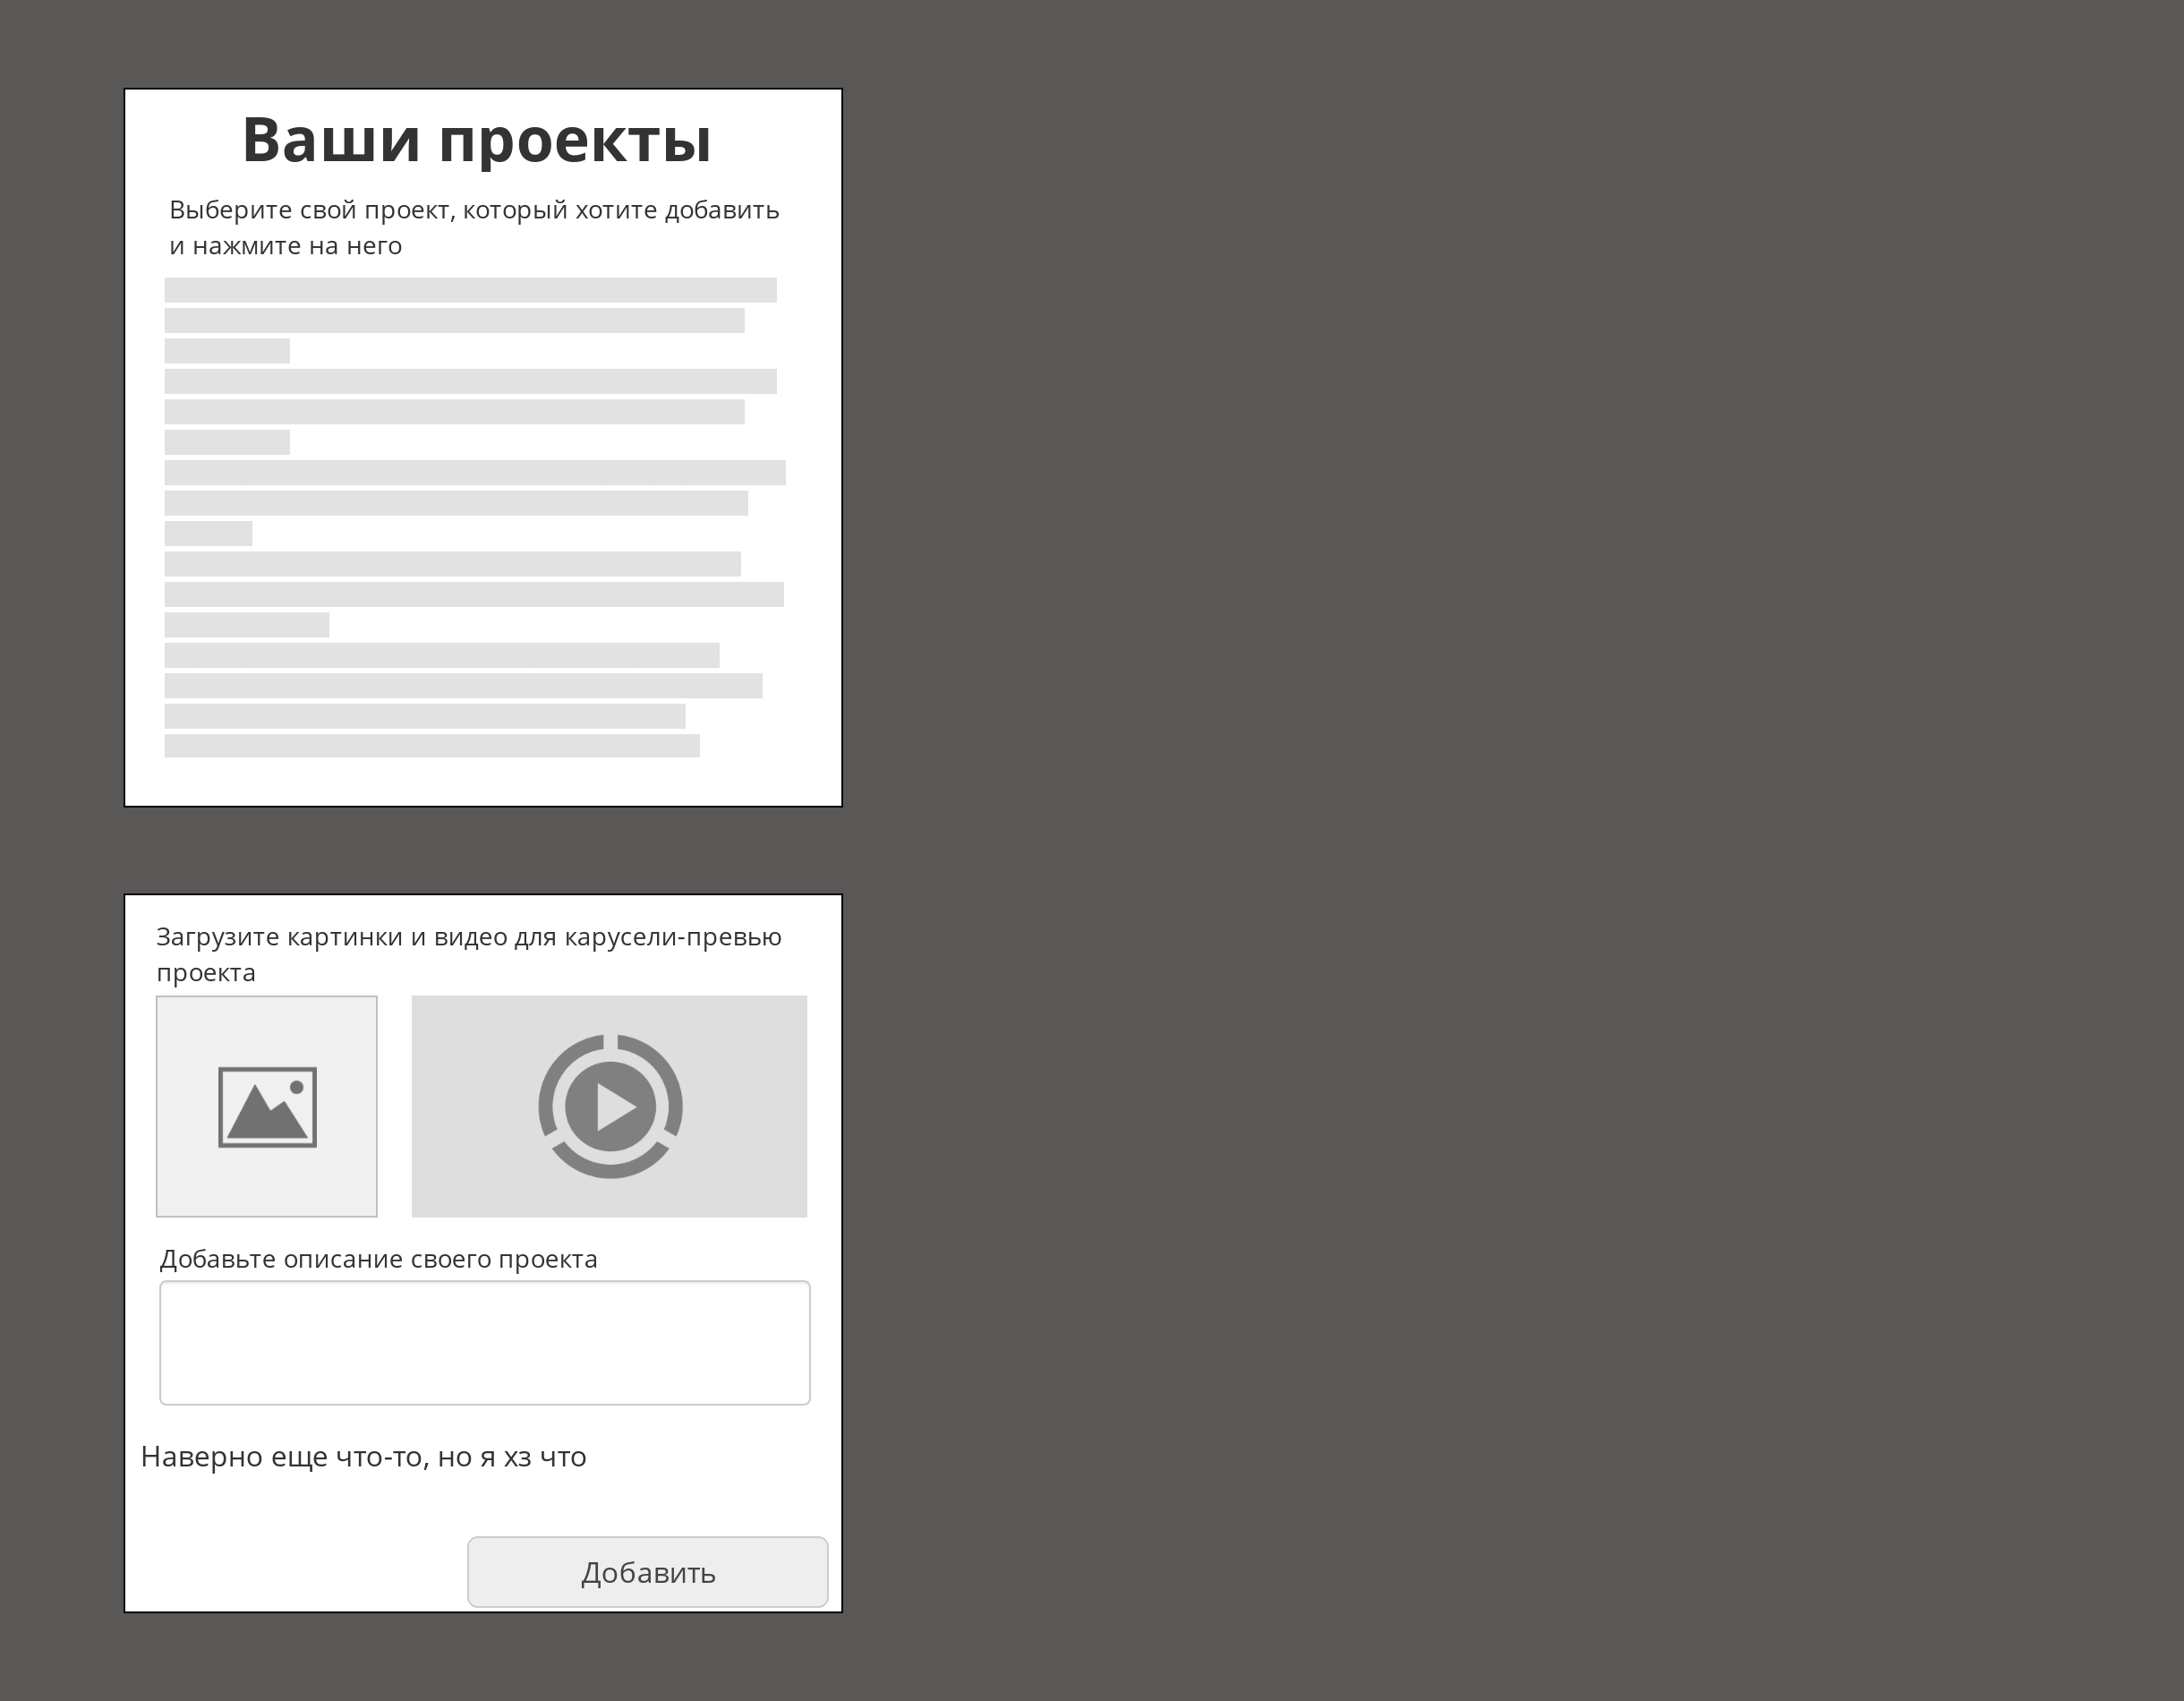 Ваши проекты
Выберите свой проект, который хотите добавить
и нажмите на него
Загрузите картинки и видео для карусели-превью
проекта
Добавьте описание своего проекта
Наверно еще что-то, но я хз что
Добавить